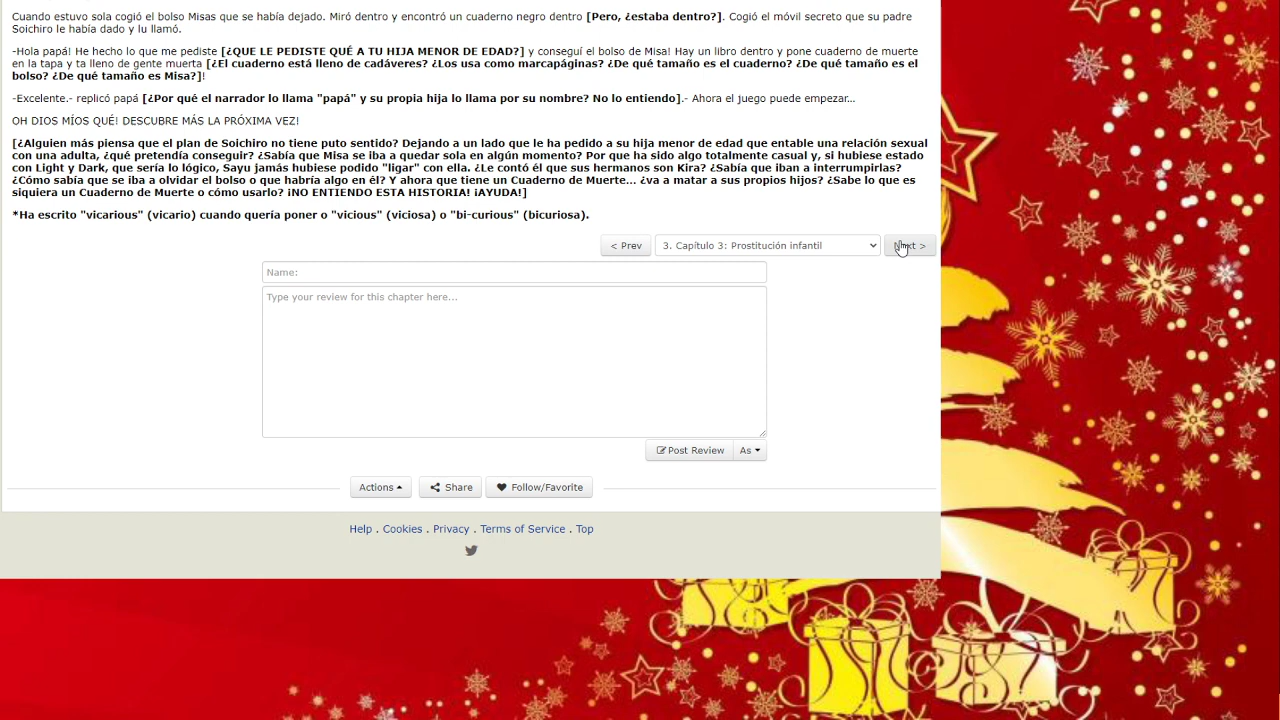 Cuando estuvo sola cogió el bolso Misas que se había dejado. Miró dentro y encontró un cuaderno negro dentro [Pero, ¿estaba dentro?]. Cogió el móvil secreto que su padre
Soichiro le había dado y lu llamó.
-Hola papá! He hecho lo que me pediste [¿QUE LE PEDISTE QUÉ A TU HIJA MENOR DE EDAD?] y conseguí el bolso de Misa! Hay un libro dentro y pone cuaderno de muerte
en la tapa y ta lleno de gente muerta [¿El cuaderno está lleno de cadáveres? ¿Los usa como marcapáginas? ¿De qué tamaño es el cuaderno? ¿De qué tamaño es el
bolso? ¿De qué tamaño es Misa?]!
-Excelente.- replicó papá [¿Por qué el narrador lo llama "papá" y su propia hija lo llama por su nombre? No lo entiendo].- Ahora el juego puede empezar...
OH DIOS MÍOS QUÉ! DESCUBRE MÁS LA PRÓXIMA VEZ!
[¿Alguien más piensa que el plan de Soichiro no tiene puto sentido? Dejando a un lado que le ha pedido a su hija menor de edad que entable una relación sexual
con una adulta, ¿qué pretendía conseguir? ¿Sabía que Misa se iba a quedar sola en algún momento? Por que ha sido algo totalmente casual y, si hubiese estado
con Light y Dark, que sería lo lógico, Sayu jamás hubiese podido "ligar" con ella. ¿Le contó él que sus hermanos son Kira? ¿Sabía que iban a interrumpirlas?
¿Cómo sabía que se iba a olvidar el bolso o que habría algo en él? Y ahora que tiene un Cuaderno de Muerte... ¿va a matar a sus propios hijos? ¿Sabe lo que es
siquiera un Cuaderno de Muerte o cómo usarlo? ¡NO ENTIENDO ESTA HISTORIA! ¡AYUDA!]
*Ha escrito "vicarious" (vicario) cuando quería poner o "vicious" (viciosa) o "bi-curious" (bicuriosa).
< Prev 3. Capítulo 3: Prostitución infantil Next >
Name:
Type your review for this chapter here...
Post Review As
Actions Share Follow/Favorite
Help . Cookies . Privacy . Terms of Service . Top